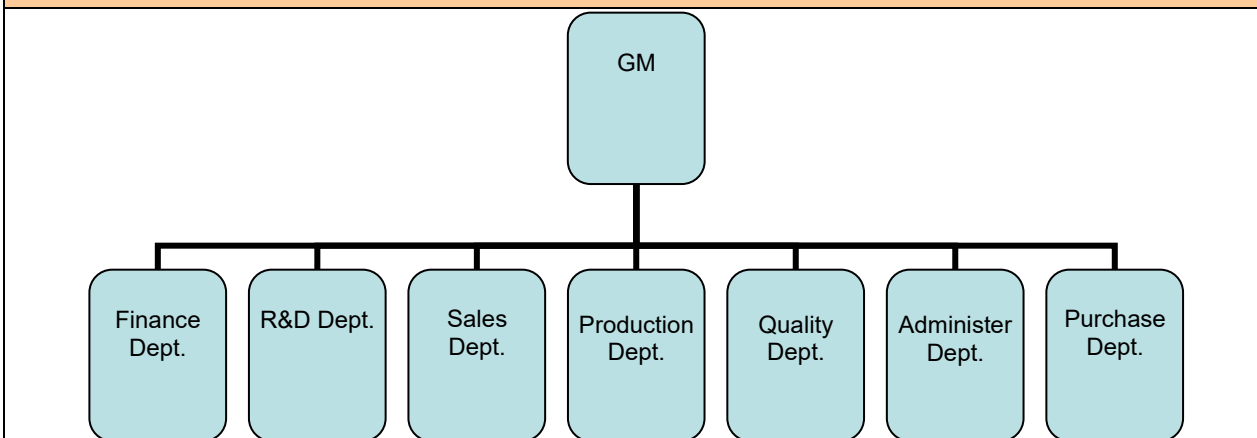 GM
Finance
Dept.
R&D Dept.
Sales
Dept.
Production
Dept.
Quality
Dept.
Administer
Dept.
Purchase
Dept.